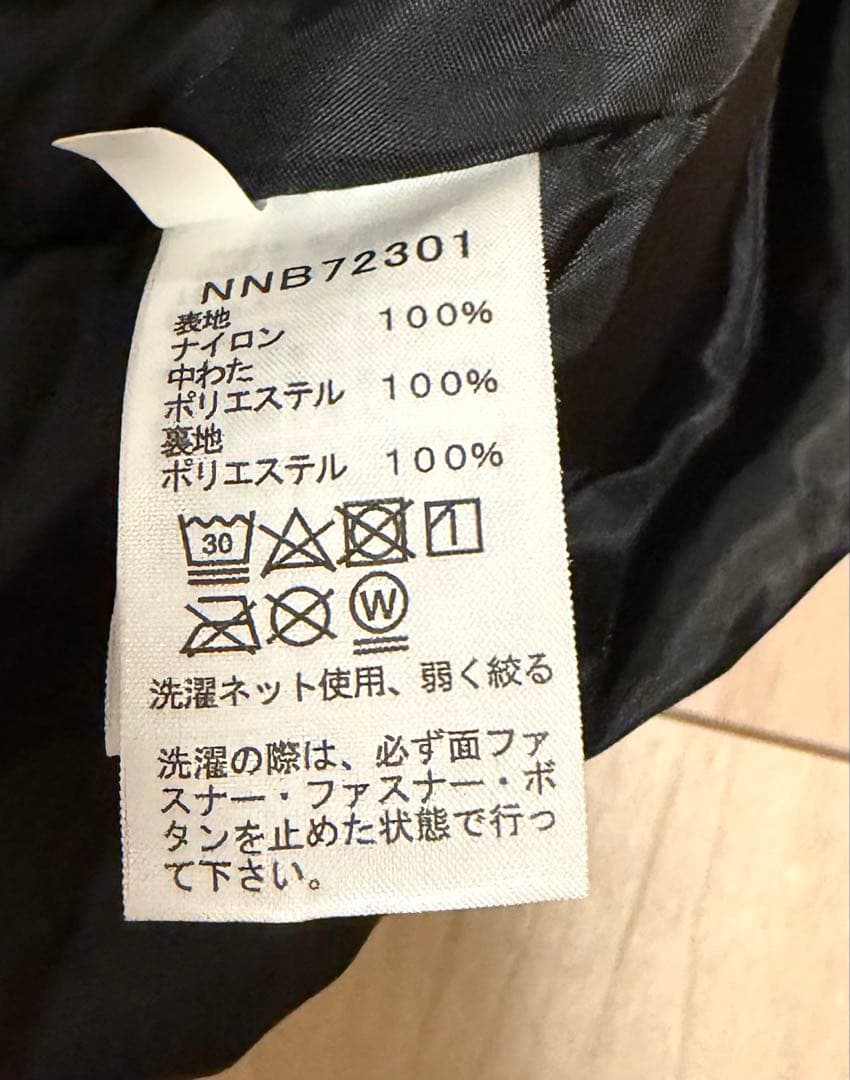 NNB72301
表地
ナイロン 100%
中わた
ポリエステル 100%
裏地
ポリエステル 100%
30
W
洗濯ネット使用、弱く絞る
洗濯の際は、必ず面ファ
スナー・ファスナー・ボ
タンを止めた状態で行っ
て下さい。